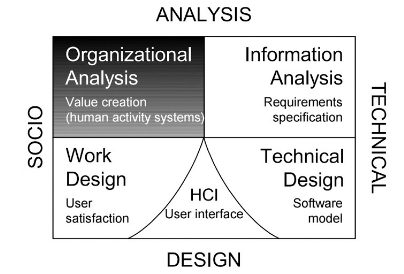 ANALYSIS
Organizational
Analysis
Value creation
(human activity systems)
Information
Analysis
Requirements
specification
SOCIO
TECHNICAL
Work
Design
User
satisfaction
HCI
User interface
Technical
Design
Software
model
DESIGN